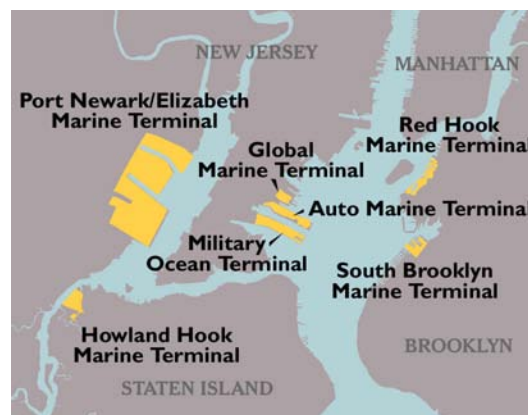 NEW JERSEY
MANHATTAN
Port Newark/Elizabeth
Marine Terminal
Red Hook
Marine Terminal
Global
Marine Terminal
Auto Marine Terminal
Military
Ocean Terminal
South Brooklyn
Marine Terminal
Howland Hook
Marine Terminal
BROOKLYN
STATEN ISLAND